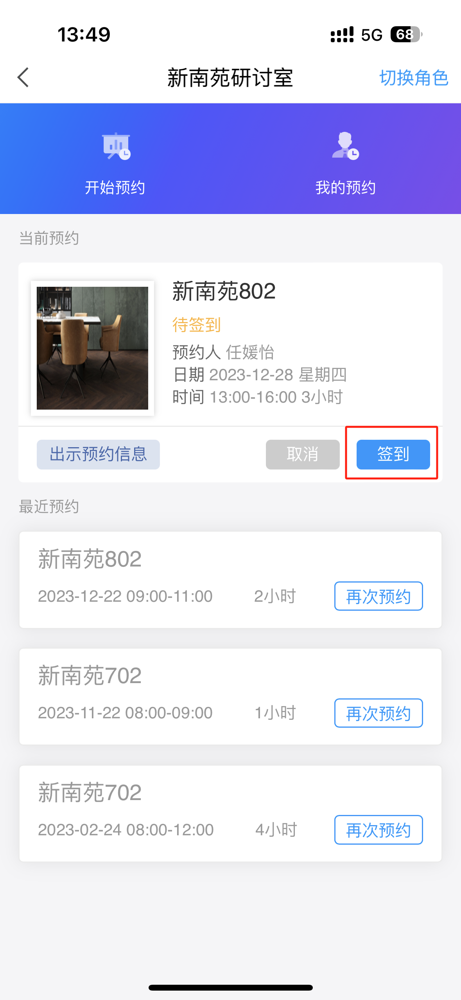 13:49 5G 68
新南苑研讨室 切换角色
开始预约 我的预约
当前预约
新南苑802
待签到
预约人 任媛怡
日期 2023-12-28 星期四
时间 13:00-16:00 3小时
出示预约信息 取消 签到
最近预约
新南苑802
2023-12-22 09:00-11:00 2小时 再次预约
新南苑702
2023-11-22 08:00-09:00 1小时 再次预约
新南苑702
2023-02-24 08:00-12:00 4小时 再次预约